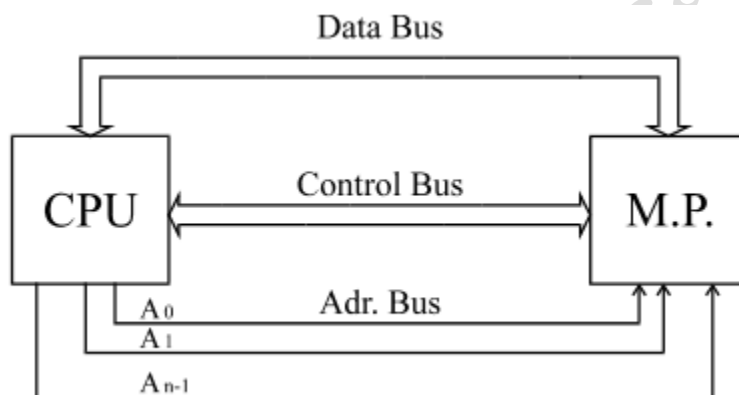 Data Bus
CPU
Control Bus
M.P.
Adr. Bus
A0
A1
An-1